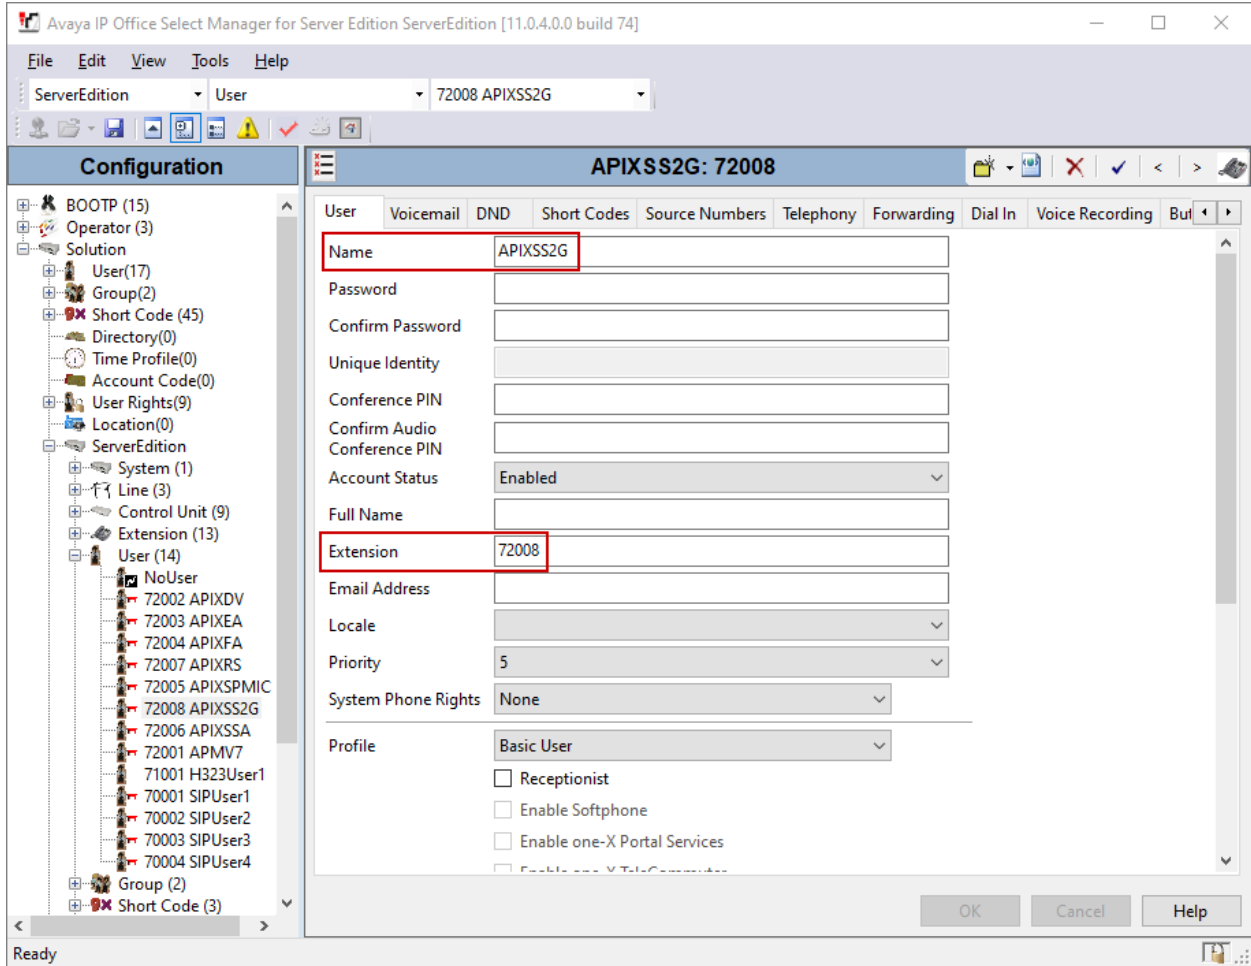 Avaya IP Office Select Manager for Server Edition ServerEdition [11.0.4.0.0 build 74]
File Edit View Tools Help
ServerEdition User 72008 APIXSS2G
Configuration
BOOTP (15)
Operator (3)
Solution
User(17)
Group(2)
Short Code (45)
Directory(0)
Time Profile(0)
Account Code(0)
User Rights(9)
Location(0)
ServerEdition
System (1)
Line (3)
Control Unit (9)
Extension (13)
User (14)
NoUser
72002 APIXDV
72003 APIXEA
72004 APIXFA
72007 APIXRS
72005 APIXSPMIC
72008 APIXSS2G
72006 APIXSSA
72001 APMV7
71001 H323User1
70001 SIPUser1
70002 SIPUser2
70003 SIPUser3
70004 SIPUser4
Group (2)
Short Code (3)
APIXSS2G: 72008
User Voicemail DND Short Codes Source Numbers Telephony Forwarding Dial In Voice Recording
Name APIXSS2G
Password
Confirm Password
Unique Identity
Conference PIN
Confirm Audio
Conference PIN
Account Status Enabled
Full Name
Extension 72008
Email Address
Locale
Priority 5
System Phone Rights None
Profile Basic User
Receptionist
Enable Softphone
Enable one-X Portal Services
Enable one-X TeleCommuter
OK Cancel Help
Ready